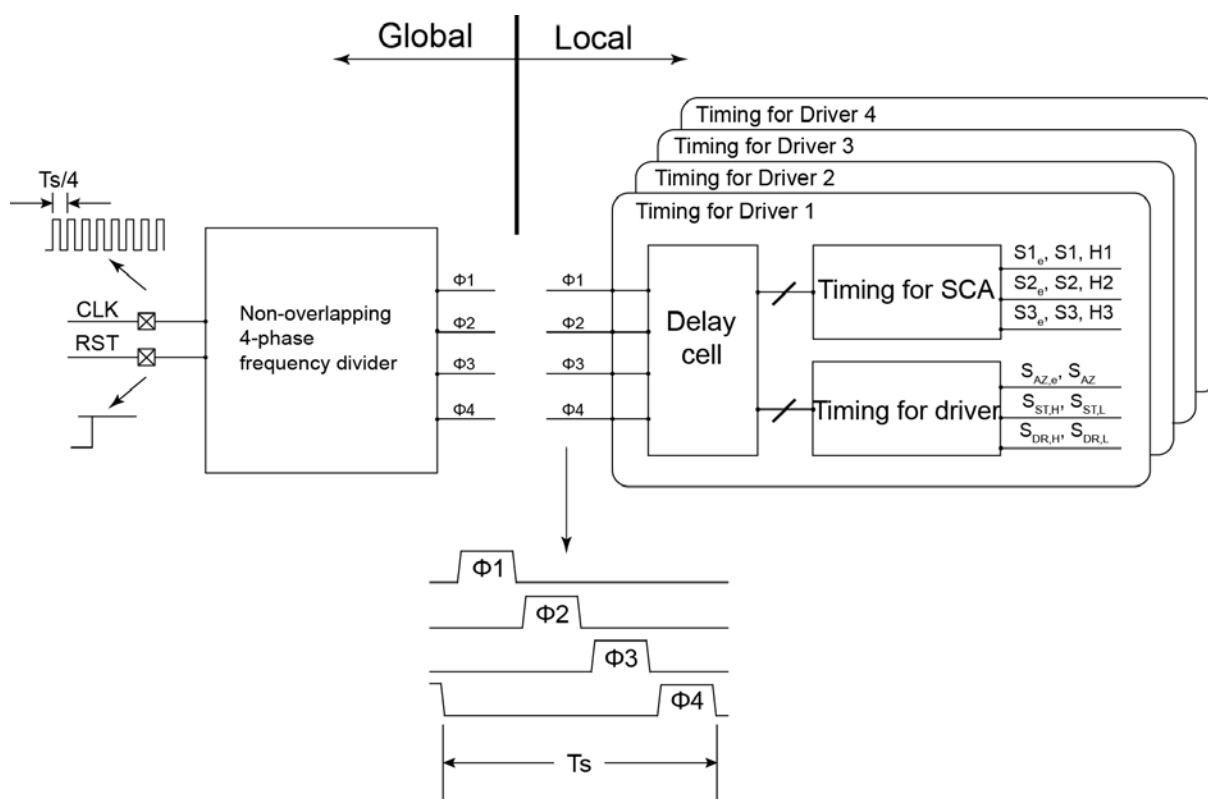 Global
Local
Timing for Driver 4
Timing for Driver 3
Timing for Driver 2
Timing for Driver 1
Ts/4
CLK
RST
Non-overlapping
4-phase
frequency divider
Φ1
Φ2
Φ3
Φ4
Φ1
Φ2
Φ3
Φ4
Delay
cell
Timing for SCA
S1e, S1, H1
S2e, S2, H2
S3e, S3, H3
Timing for driver
SAZ,e, SAZ
SST,H, SST,L
SDR,H, SDR,L
Φ1
Φ2
Φ3
Φ4
Ts